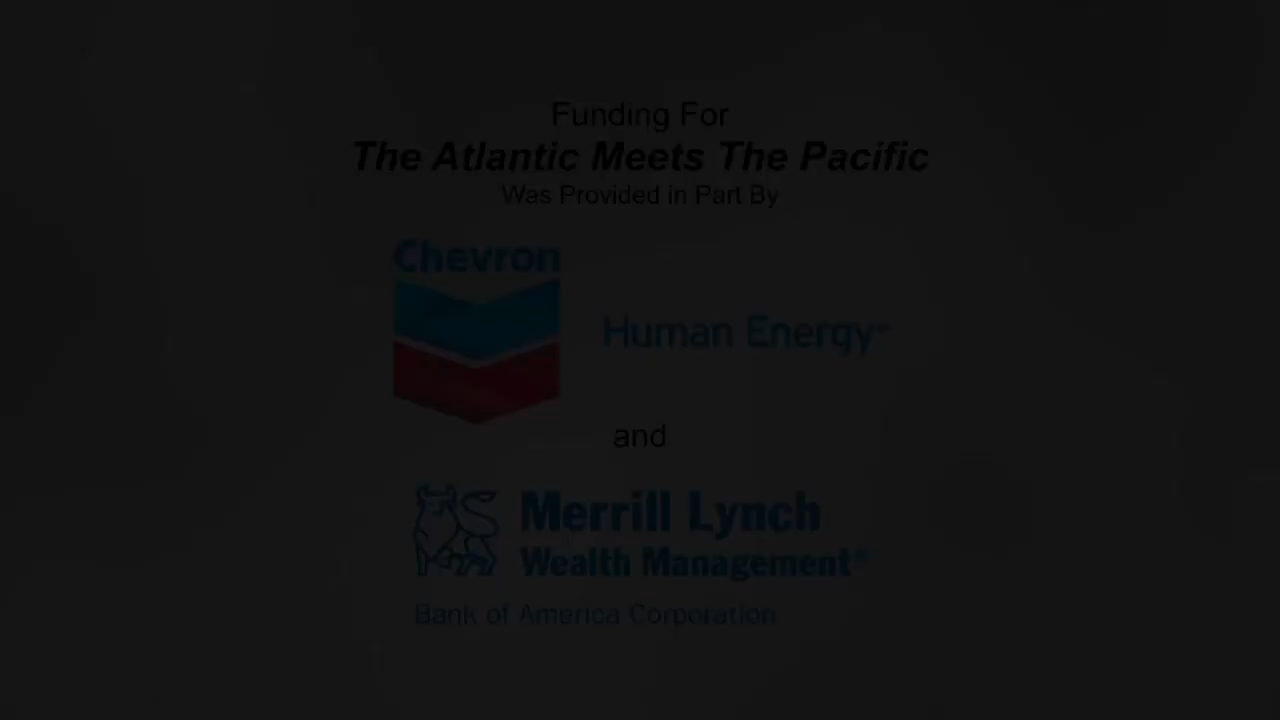 Funding For
The Atlantic Meets The Pacific
Was Provided in Part By
Chevron
Human Energy®
and
Merrill Lynch
Wealth Management®
Bank of America Corporation